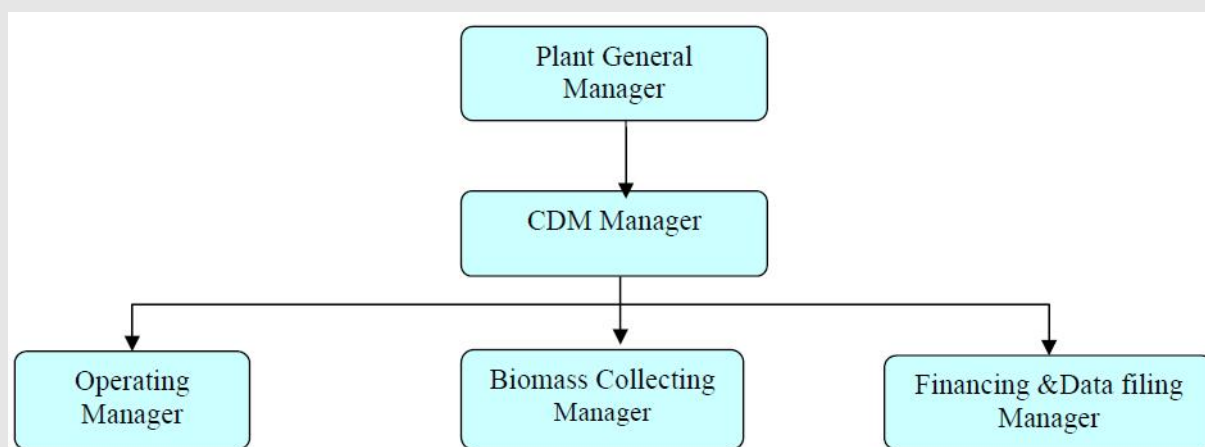 Plant General
Manager
CDM Manager
Operating
Manager
Biomass Collecting
Manager
Financing &Data filing
Manager